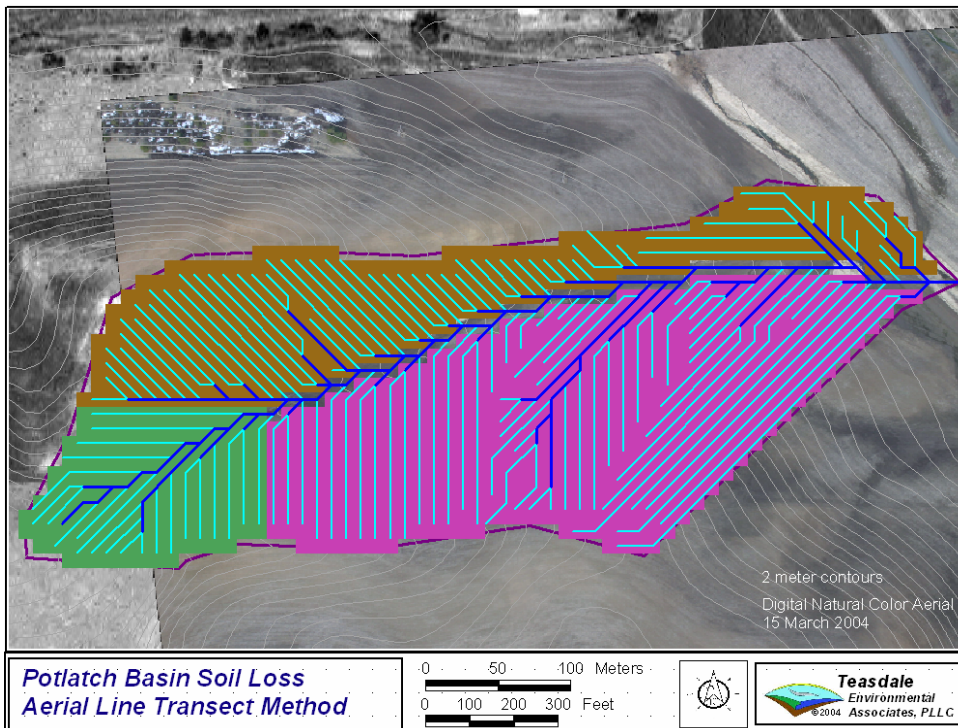 2 meter contours
Digital Natural Color Aerial
15 March 2004
Potlatch Basin Soil Loss
Aerial Line Transect Method
0 50 100 Meters
0 100 200 300 Feet
Teasdale
Environmental
©2004 Associates, PLLC